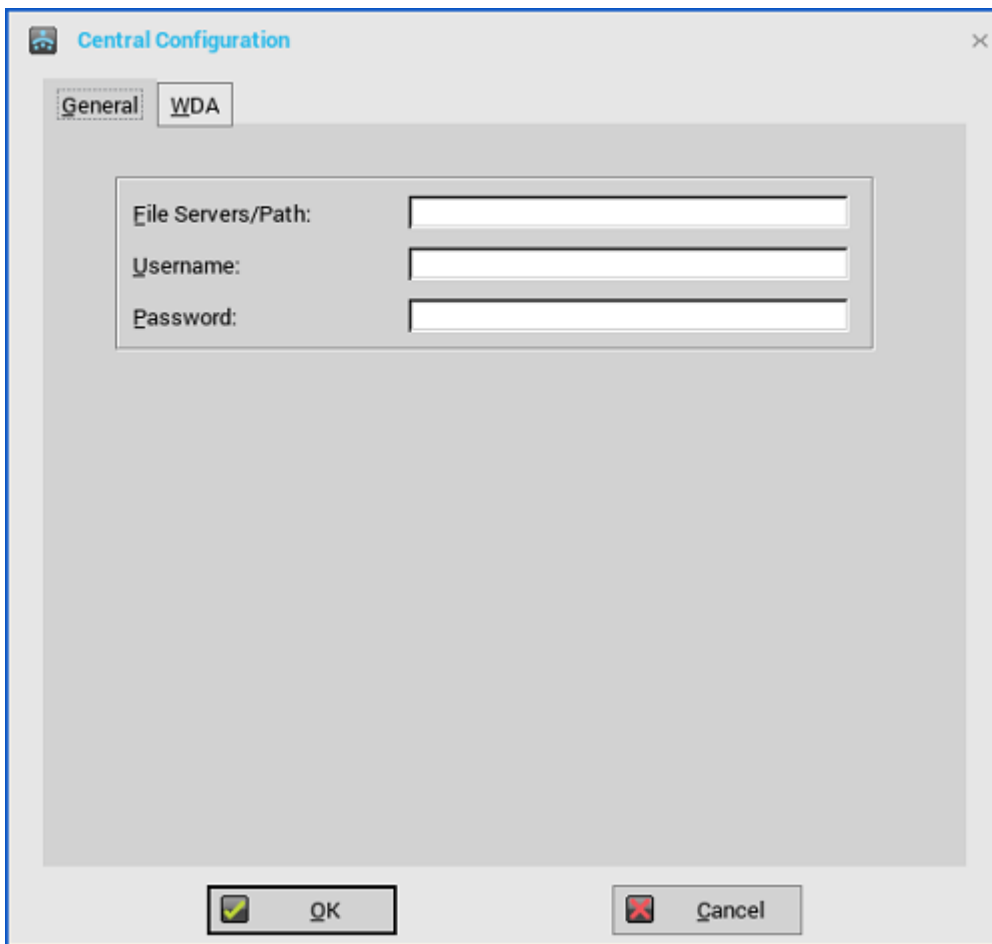 Central Configuration
General WDA
File Servers/Path:
Username:
Password:
OK Cancel